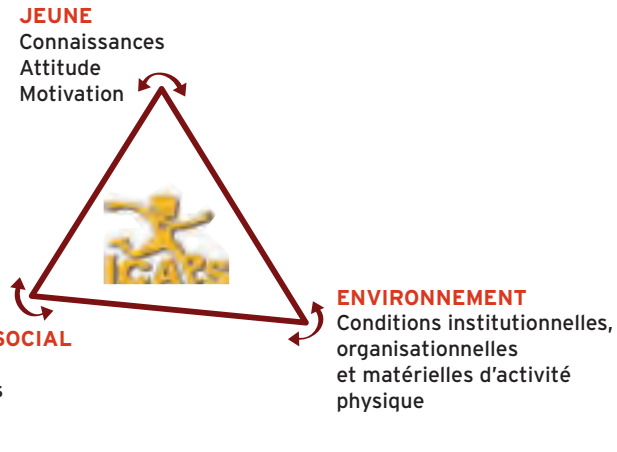 JEUNE
Connaissances
Attitude
Motivation
ICAPS
ENVIRONNEMENT
Conditions institutionnelles,
organisationnelles
et matérielles d'activité
physique
SOCIAL
s